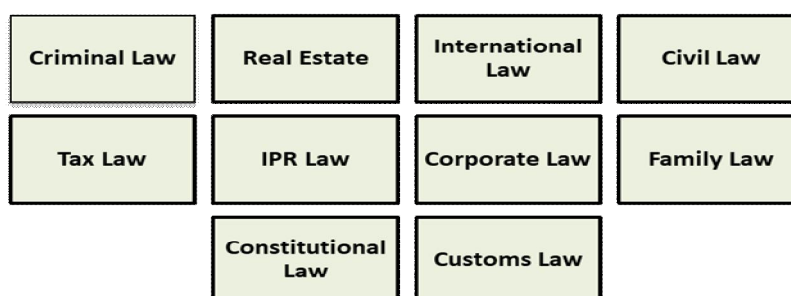 Criminal Law
Real Estate
International
Law
Civil Law
Tax Law
IPR Law
Corporate Law
Family Law
Constitutional
Law
Customs Law